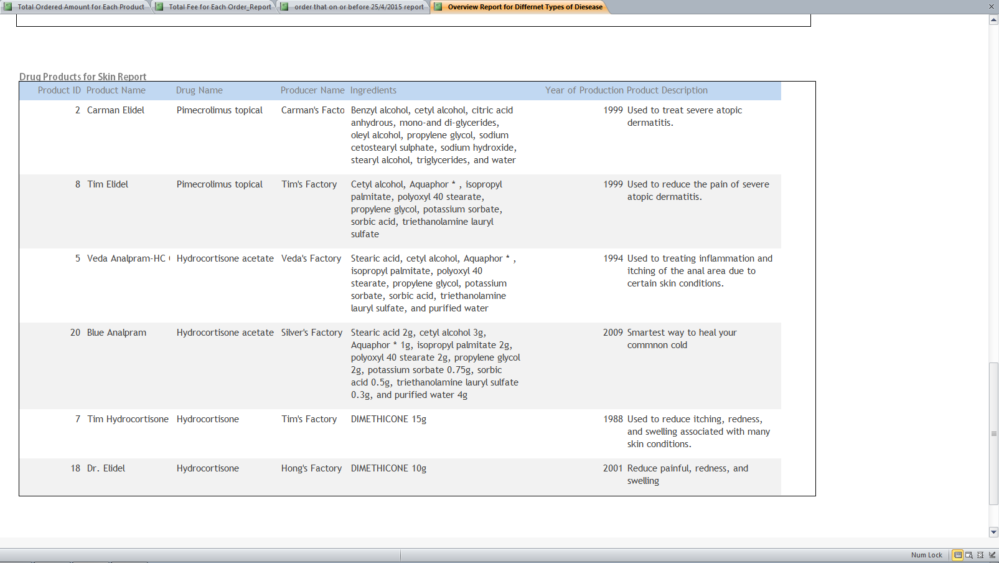 Total Ordered Amount for Each Product Total Fee for Each Order_Report order that on or before 25/4/2015 report Overview Report for Differnet Types of Diesease
Drug Products for Skin Report
Product ID Product Name Drug Name Producer Name Ingredients Year of Production Product Description
2 Carman Elidel Pimecrolimus topical Carman's Facto Benzyl alcohol, cetyl alcohol, citric acid 1999 Used to treat severe atopic
anhydrous, mono-and di-glycerides, dermatitis.
oleyl alcohol, propylene glycol, sodium
cetostearyl sulphate, sodium hydroxide,
stearyl alcohol, triglycerides, and water
8 Tim Elidel Pimecrolimus topical Tim's Factory Cetyl alcohol, Aquaphor * , isopropyl 1999 Used to reduce the pain of severe
palmitate, polyoxyl 40 stearate, atopic dermatitis.
propylene glycol, potassium sorbate,
sorbic acid, triethanolamine lauryl
sulfate
5 Veda Analpram-HC Hydrocortisone acetate Veda's Factory Stearic acid, cetyl alcohol, Aquaphor * , 1994 Used to treating inflammation and
isopropyl palmitate, polyoxyl 40 itching of the anal area due to
stearate, propylene glycol, potassium certain skin conditions.
sorbate, sorbic acid, triethanolamine
lauryl sulfate, and purified water
20 Blue Analpram Hydrocortisone acetate Silver's Factory Stearic acid 2g, cetyl alcohol 3g, 2009 Smartest way to heal your
Aquaphor * 1g, isopropyl palmitate 2g, commnon cold
polyoxyl 40 stearate 2g, propylene glycol
2g, potassium sorbate 0.75g, sorbic
acid 0.5g, triethanolamine lauryl sulfate
0.3g, and purified water 4g
7 Tim Hydrocortisone Hydrocortisone Tim's Factory DIMETHICONE 15g 1988 Used to reduce itching, redness,
and swelling associated with many
skin conditions.
18 Dr. Elidel Hydrocortisone Hong's Factory DIMETHICONE 10g 2001 Reduce painful, redness, and
swelling
Num Lock